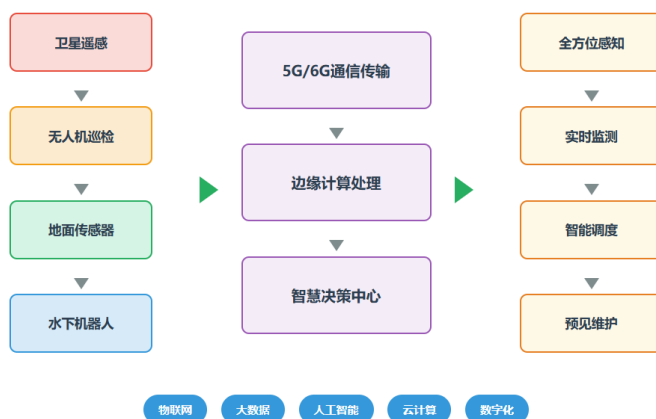 卫星遥感
无人机巡检
地面传感器
水下机器人
5G/6G通信传输
边缘计算处理
智慧决策中心
全方位感知
实时监测
智能调度
预见维护
物联网
大数据
人工智能
云计算
数字化